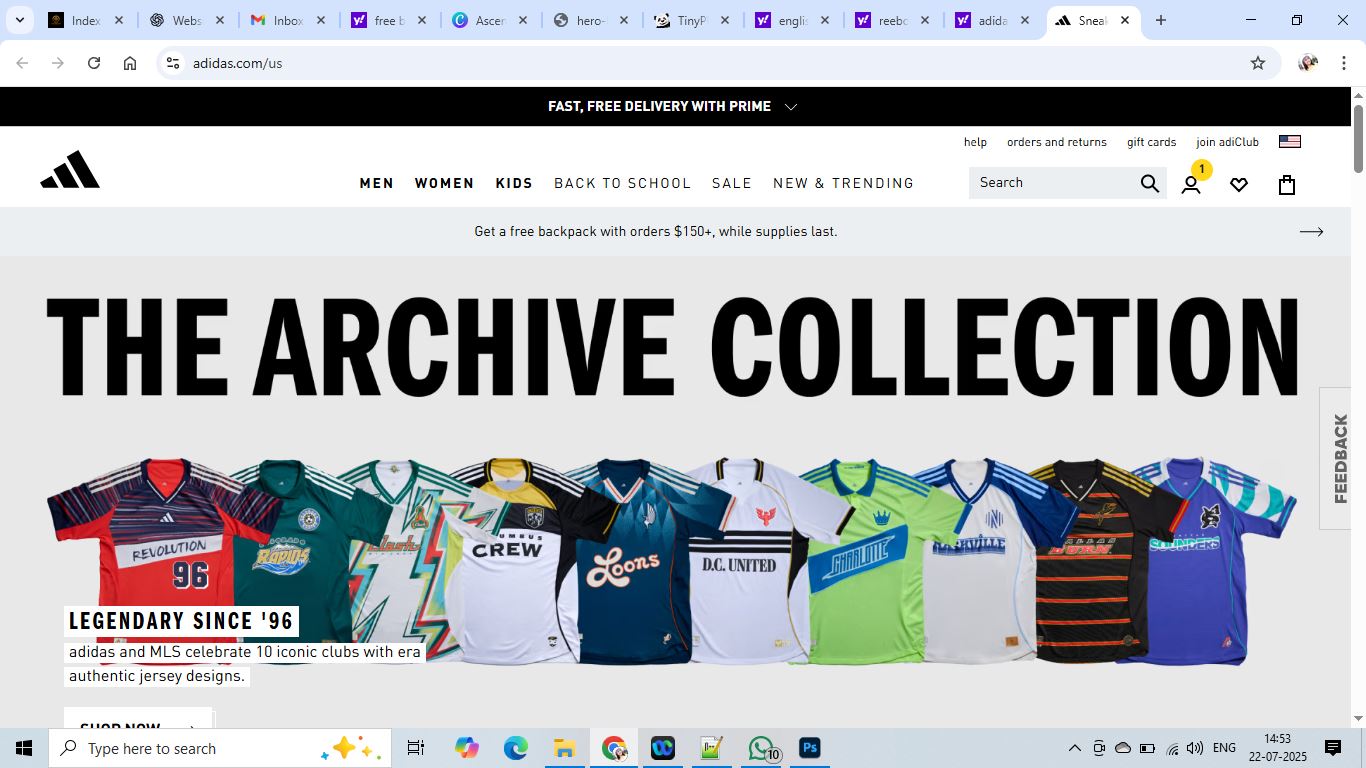 Index
Webs
Inbox
free b
Ascen
hero-
TinyP
englis
reebo
adida
Sneak
adidas.com/us
FAST, FREE DELIVERY WITH PRIME
help orders and returns gift cards join adiClub
1
MEN WOMEN KIDS BACK TO SCHOOL SALE NEW & TRENDING Search
Get a free backpack with orders $150+, while supplies last.
THE ARCHIVE COLLECTION
FEEDBACK
REVOLUTION
96
RAPIDS
CREW
Loons
D.C. UNITED
CHARLOTTE
NASHVILLE
BURN
SOUNDERS
LEGENDARY SINCE '96
adidas and MLS celebrate 10 iconic clubs with era
authentic jersey designs.
SHOP NOW
Type here to search
10
Ps
ENG
14:53
22-07-2025